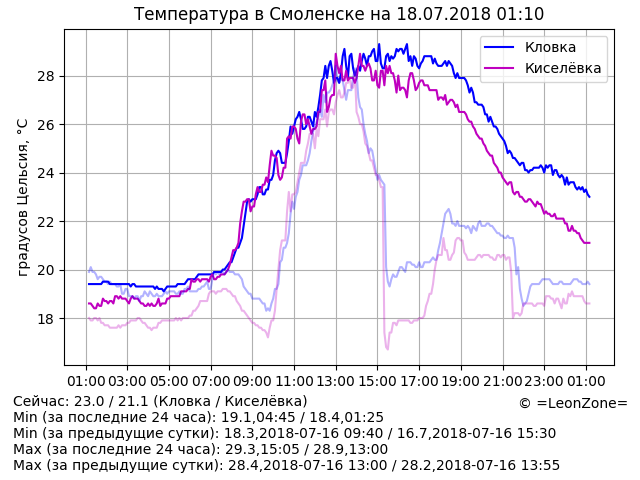 Температура в Смоленске на 18.07.2018 01:10
Кловка
Киселёвка
градусов Цельсия, °C
28
26
24
22
20
18
01:00 03:00 05:00 07:00 09:00 11:00 13:00 15:00 17:00 19:00 21:00 23:00 01:00
Сейчас: 23.0 / 21.1 (Кловка / Киселёвка)
© =LeonZone=
Min (за последние 24 часа): 19.1,04:45 / 18.4,01:25
Min (за предыдущие сутки): 18.3,2018-07-16 09:40 / 16.7,2018-07-16 15:30
Max (за последние 24 часа): 29.3,15:05 / 28.9,13:00
Max (за предыдущие сутки): 28.4,2018-07-16 13:00 / 28.2,2018-07-16 13:55